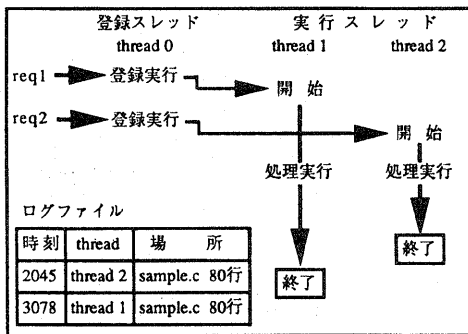 登録スレッド 実行スレッド
thread 0 thread 1 thread 2
req1 登録実行 開 始
req2 登録実行 開 始
処理実行 処理実行
ログファイル
終了
時刻 thread 場 所
2045 thread 2 sample.c 80行
3078 thread 1 sample.c 80行
終了